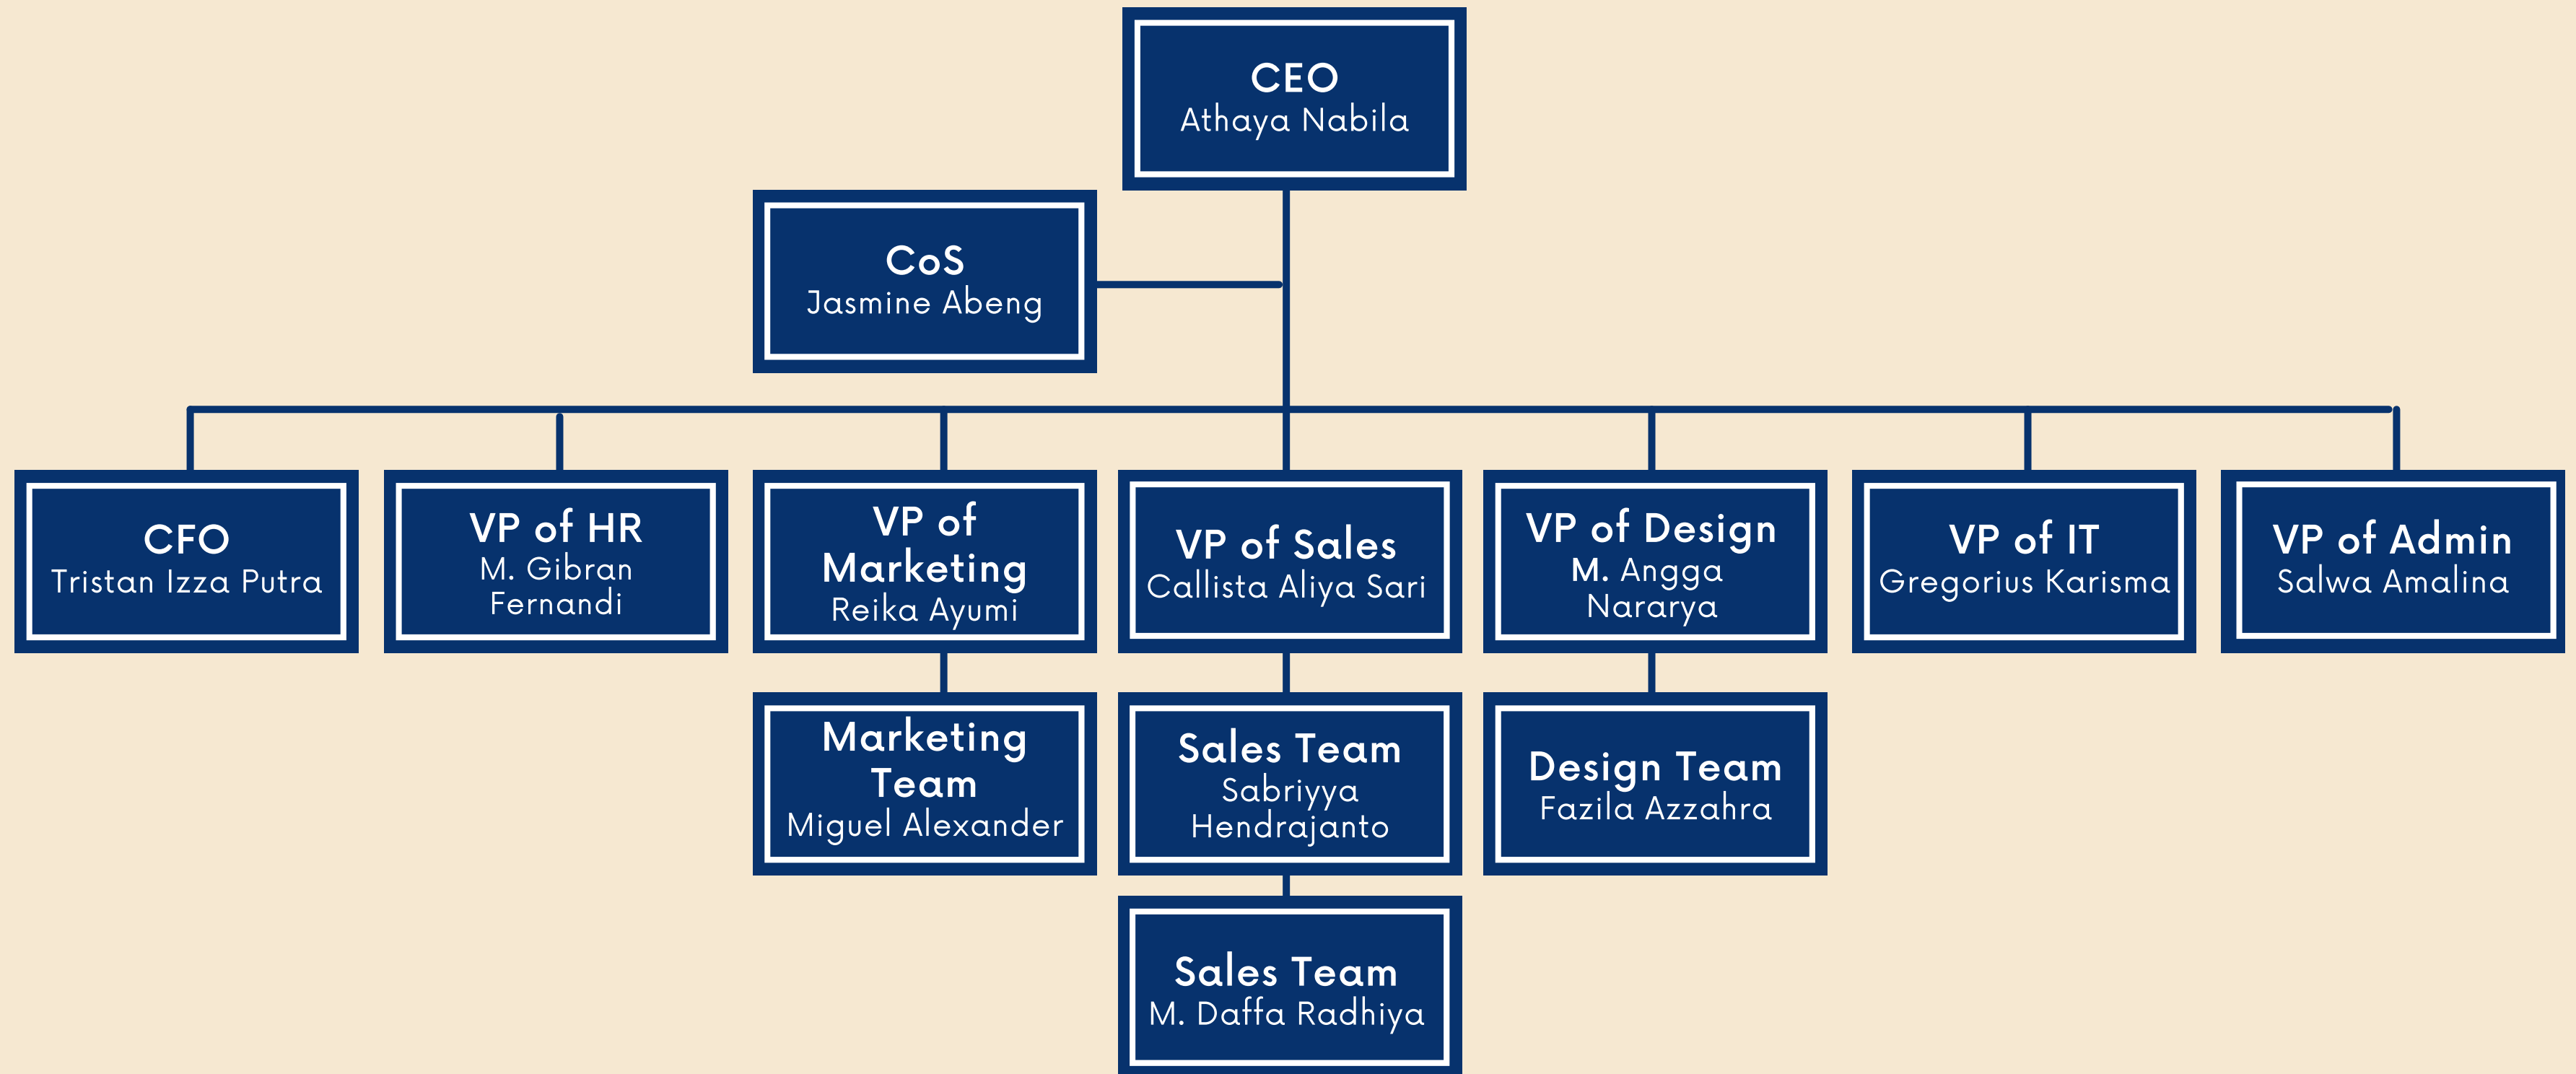 CEO
Athaya Nabila
CoS
Jasmine Abeng
CFO
Tristan Izza Putra
VP of HR
M. Gibran
Fernandi
VP of
Marketing
Reika Ayumi
VP of Sales
Callista Aliya Sari
VP of Design
M. Angga
Nararya
VP of IT
Gregorius Karisma
VP of Admin
Salwa Amalina
Marketing
Team
Miguel Alexander
Sales Team
Sabriyya
Hendrajanto
Design Team
Fazila Azzahra
Sales Team
M. Daffa Radhiya